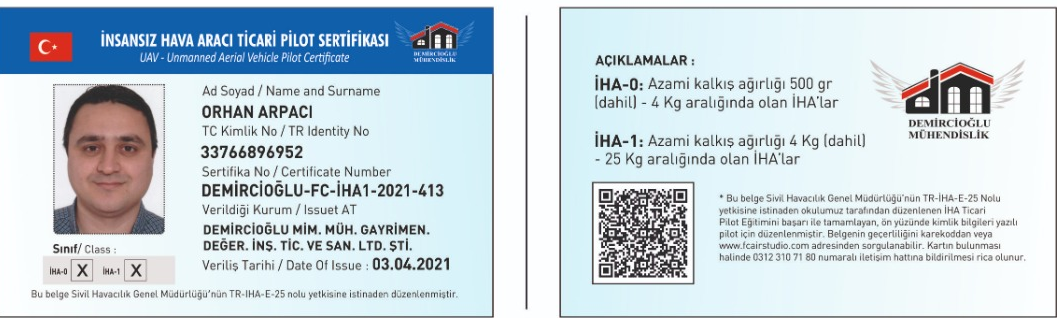 İNSANSIZ HAVA ARACI TİCARİ PİLOT SERTİFİKASI
UAV - Unmanned Aerial Vehicle Pilot Certificate
DEMİRCİOĞLU
MÜHENDİSLİK
Ad Soyad / Name and Surname
ORHAN ARPACI
TC Kimlik No / TR Identity No
33766896952
Sertifika No / Certificate Number
DEMİRCİOĞLU-FC-İHA1-2021-413
Verildiği Kurum / Issuet AT
DEMİRCİOĞLU MİM. MÜH. GAYRİMEN.
DEĞER. İNŞ. TİC. VE SAN. LTD. ŞTİ.
Veriliş Tarihi / Date Of Issue : 03.04.2021
Sınıf/ Class :
İHA-0 X İHA-1 X
Bu belge Sivil Havacılık Genel Müdürlüğü'nün TR-IHA-E-25 nolu yetkisine istinaden düzenlenmiştir.
AÇIKLAMALAR :
İHA-0: Azami kalkış ağırlığı 500 gr
(dahil) - 4 Kg aralığında olan İHA'lar
İHA-1: Azami kalkış ağırlığı 4 Kg (dahil)
- 25 Kg aralığında olan İHA'lar
DEMİRCİOĞLU
MÜHENDİSLİK
* Bu belge Sivil Havacılık Genel Müdürlüğü'nün TR-İHA-E-25 Nolu
yetkisine istinaden okulumuz tarafından düzenlenen İHA Ticari
Pilot Eğitimini başarı ile tamamlayan, ön yüzünde kimlik bilgileri yazılı
pilot için düzenlenmiştir. Belgenin geçerliliğini karekoddan veya
www.fcairstudio.com adresinden sorgulanabilir. Kartın bulunması
halinde 0312 310 71 80 numaralı iletişim hattına bildirilmesi rica olunur.